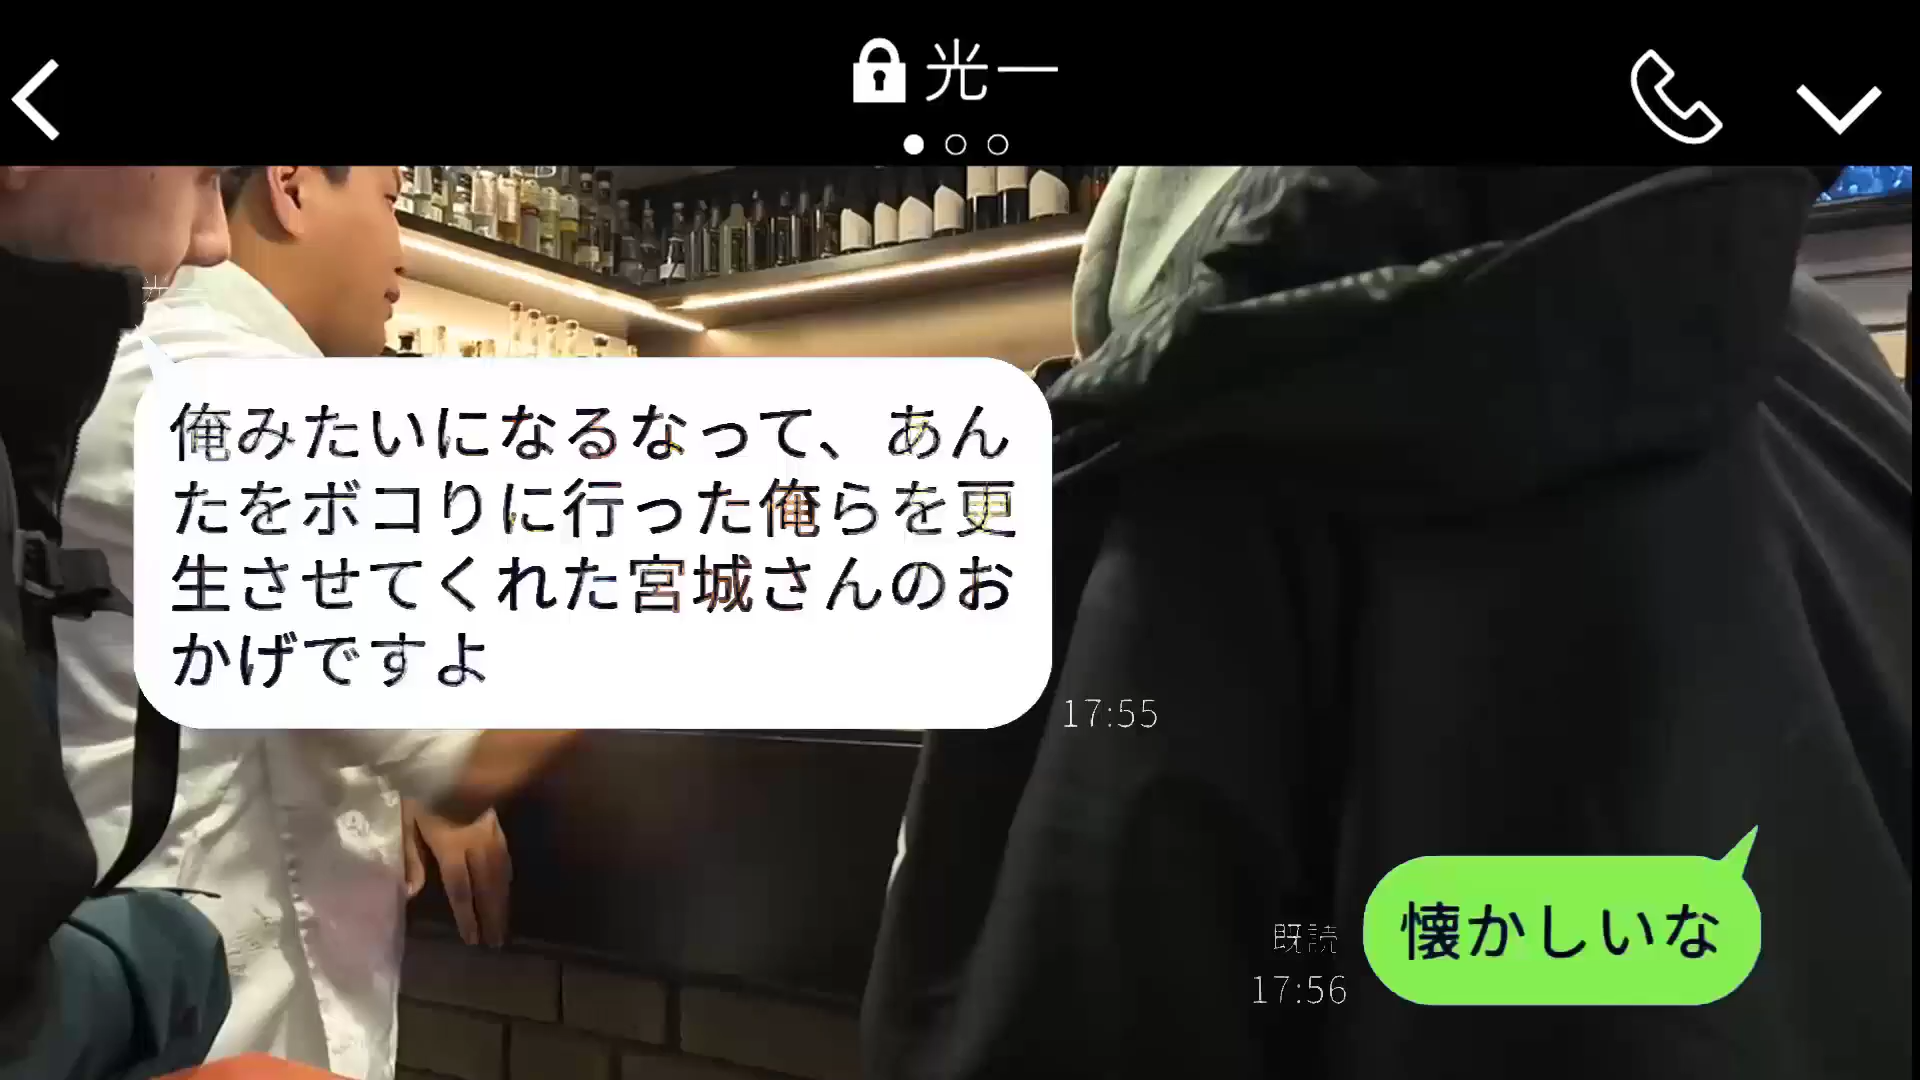 光一
光一
俺みたいになるなって、あん
たをボコりに行った俺らを更
生させてくれた宮城さんのお
かげですよ
17:55
懐かしいな
既読
17:56